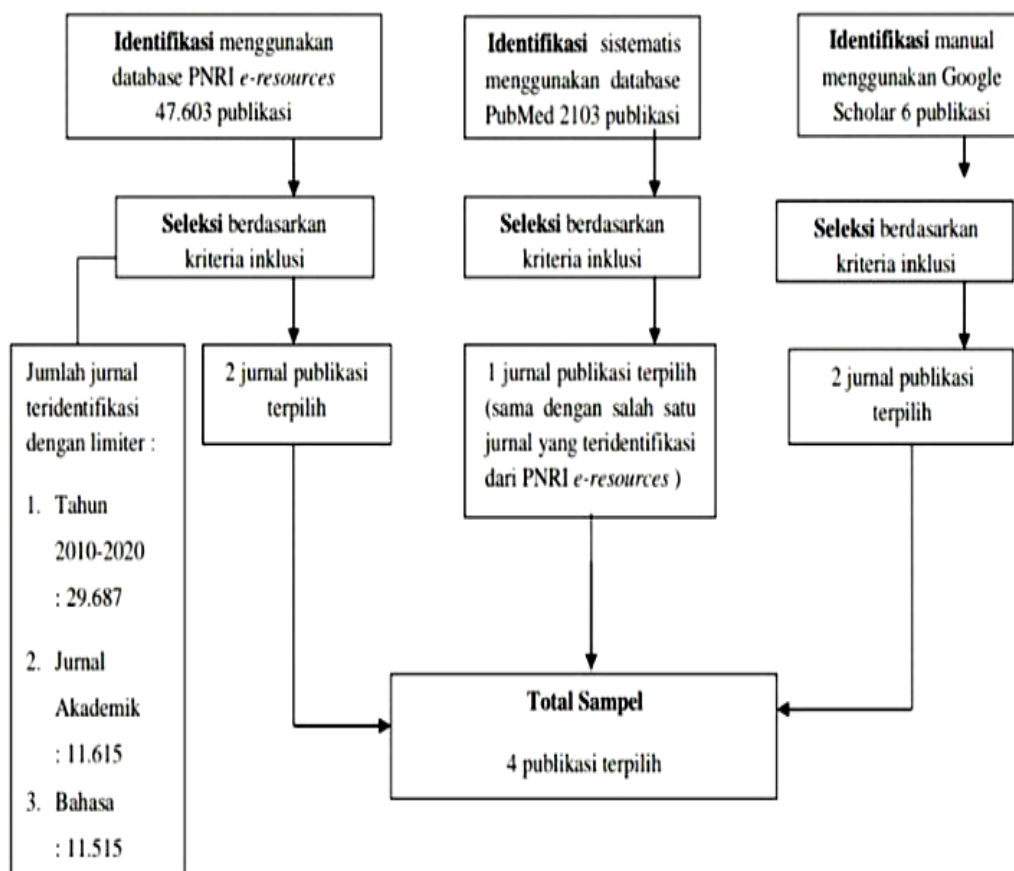 Identifikasi menggunakan
database PNRI e-resources
47.603 publikasi
Identifikasi sistematis
menggunakan database
PubMed 2103 publikasi
Identifikasi manual
menggunakan Google
Scholar 6 publikasi
Seleksi berdasarkan
kriteria inklusi
Seleksi berdasarkan
kriteria inklusi
Seleksi berdasarkan
kriteria inklusi
Jumlah jurnal
teridentifikasi
dengan limiter :
1. Tahun
2010-2020
: 29.687
2. Jurnal
Akademik
: 11.615
3. Bahasa
: 11.515
2 jurnal publikasi
terpilih
1 jurnal publikasi terpilih
(sama dengan salah satu
jurnal yang teridentifikasi
dari PNRI e-resources )
2 jurnal publikasi
terpilih
Total Sampel
4 publikasi terpilih